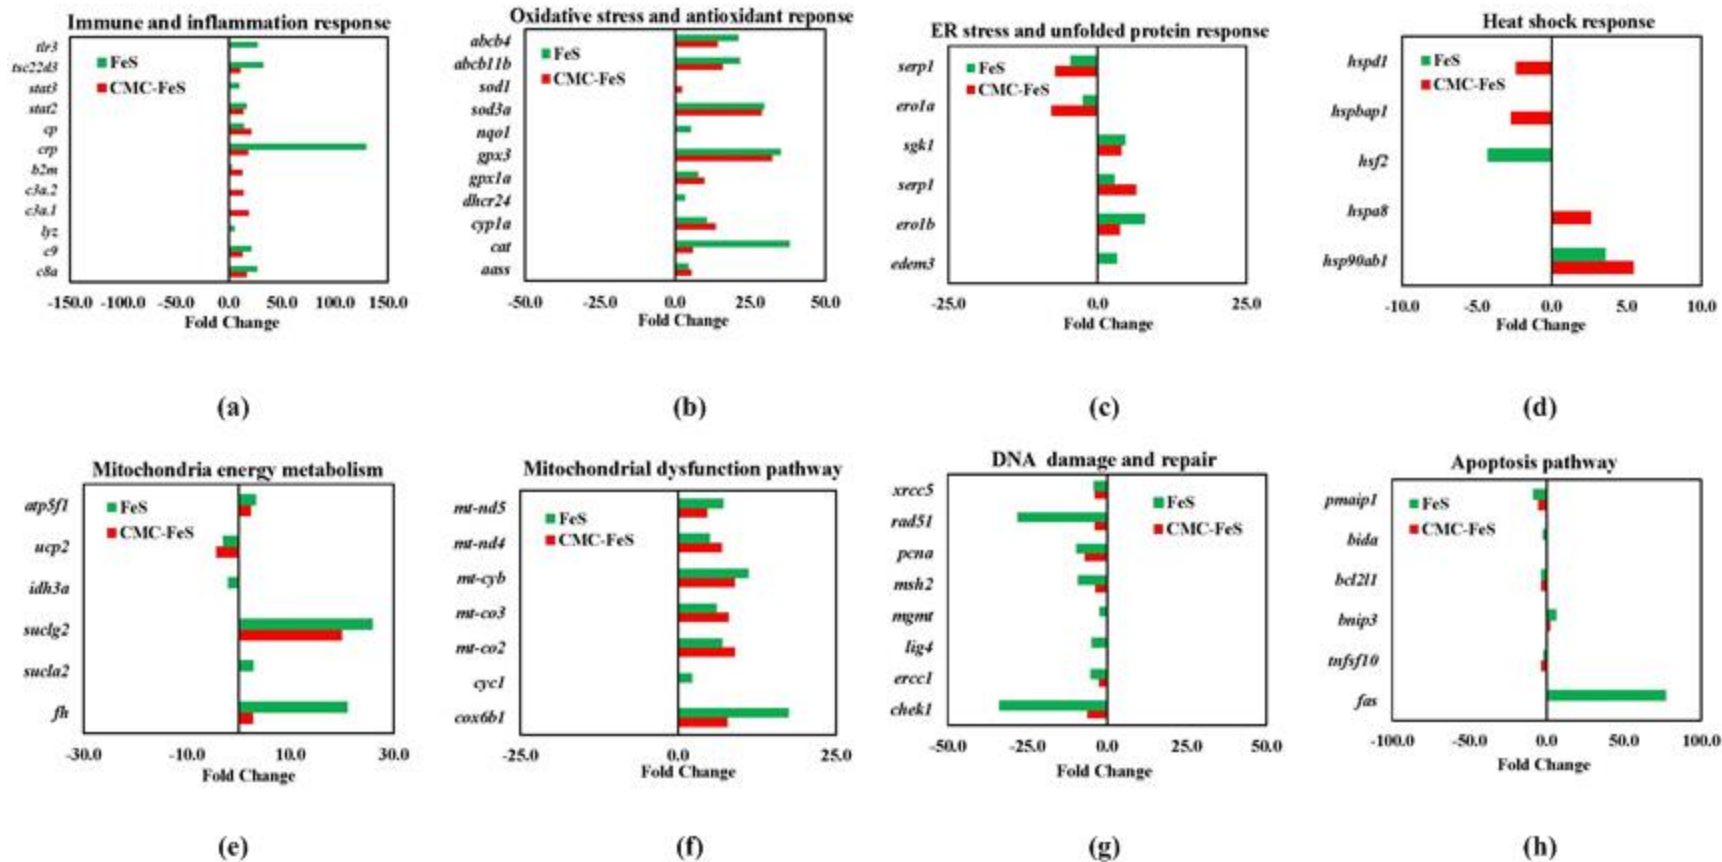 Immune and inflammation response
tlr3
tsc22d3
stat3
stat2
cp
crp
b2m
c3a.2
c3a.1
lyz
c9
c8a
FeS
CMC-FeS
-150.0 -100.0 -50.0 0.0 50.0 100.0 150.0
Fold Change
(a)
Oxidative stress and antioxidant reponse
abcb4
abcb11b
sod1
sod3a
nqo1
gpx3
gpx1a
dhcr24
cyp1a
cat
aass
FeS
CMC-FeS
-50.0 -25.0 0.0 25.0 50.0
Fold Change
(b)
ER stress and unfolded protein response
serp1
ero1a
sgk1
serp1
ero1b
edem3
FeS
CMC-FeS
-25.0 0.0 25.0
Fold Change
(c)
Heat shock response
hspd1
hspbap1
hsf2
hspa8
hsp90ab1
FeS
CMC-FeS
-10.0 -5.0 0.0 5.0 10.0
Fold Change
(d)
Mitochondria energy metabolism
atp5f1
ucp2
idh3a
suclg2
sucla2
fh
FeS
CMC-FeS
-30.0 -10.0 10.0 30.0
Fold Change
(e)
Mitochondrial dysfunction pathway
mt-nd5
mt-nd4
mt-cyb
mt-co3
mt-co2
cyc1
cox6b1
FeS
CMC-FeS
-25.0 0.0 25.0
Fold Change
(f)
DNA damage and repair
xrcc5
rad51
pcna
msh2
mgmt
lig4
ercc1
chek1
FeS
CMC-FeS
-50.0 -25.0 0.0 25.0 50.0
Fold Change
(g)
Apoptosis pathway
pmaip1
bida
bcl2l1
bnip3
tnfsf10
fas
FeS
CMC-FeS
-100.0 -50.0 0.0 50.0 100.0
Fold Change
(h)